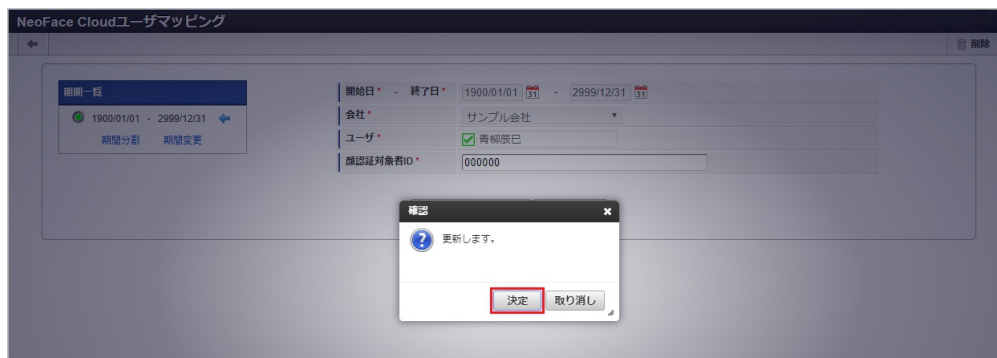 NeoFace Cloudユーザマッピング
削除
期間一覧
1900/01/01 - 2999/12/31
期間分割 期間変更
開始日* - 終了日* 1900/01/01 31 - 2999/12/31 31
会社* サンプル会社
ユーザ* 青柳辰巳
顔認証対象者ID* 000000
確認
更新します。
決定 取り消し